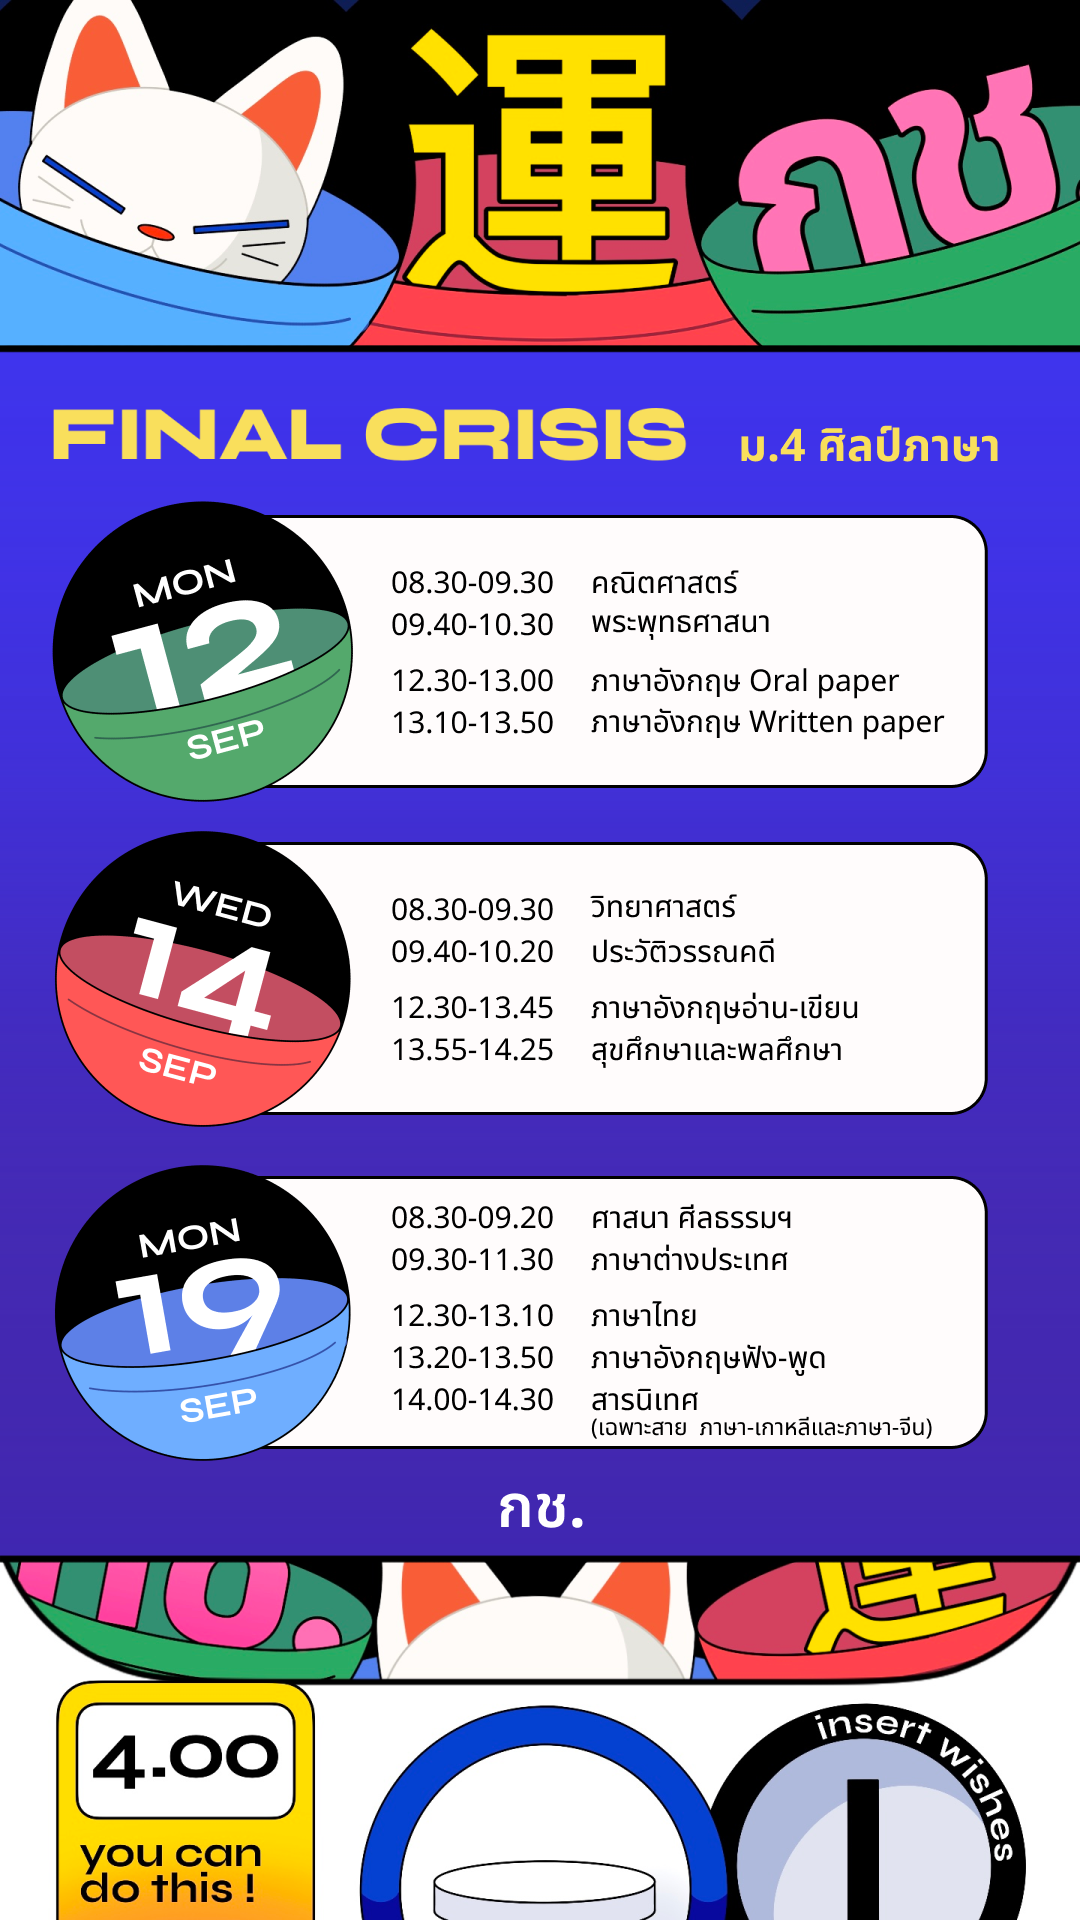 運
กช
FINAL CRISIS ม.4 ศิลป์ภาษา
MON
12
SEP
08.30-09.30 คณิตศาสตร์
09.40-10.30 พระพุทธศาสนา
12.30-13.00 ภาษาอังกฤษ Oral paper
13.10-13.50 ภาษาอังกฤษ Written paper
WED
14
SEP
08.30-09.30 วิทยาศาสตร์
09.40-10.20 ประวัติวรรณคดี
12.30-13.45 ภาษาอังกฤษอ่าน-เขียน
13.55-14.25 สุขศึกษาและพลศึกษา
MON
19
SEP
08.30-09.20 ศาสนา ศีลธรรมฯ
09.30-11.30 ภาษาต่างประเทศ
12.30-13.10 ภาษาไทย
13.20-13.50 ภาษาอังกฤษฟัง-พูด
14.00-14.30 สารนิเทศ
(เฉพาะสาย ภาษา-เกาหลีและภาษา-จีน)
กช.
4.00
you can
do this !
insert wishes